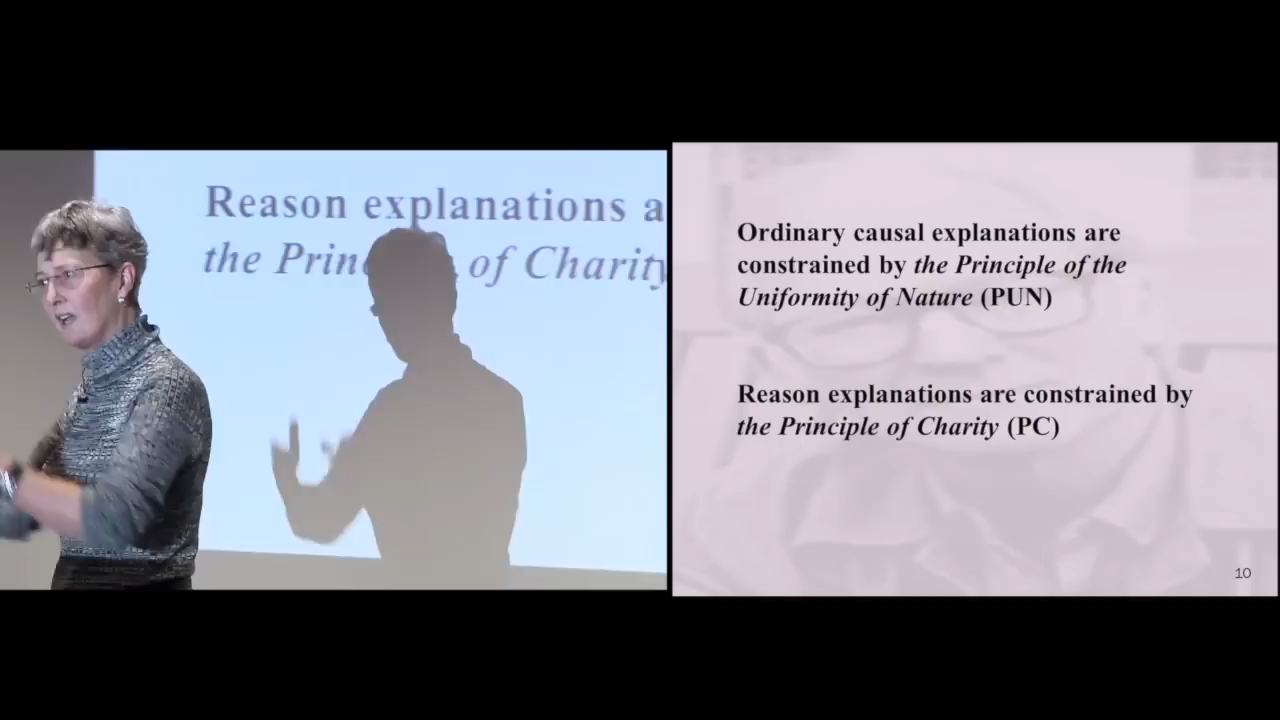 Reason explanations a
the Prin of Charity
Ordinary causal explanations are
constrained by the Principle of the
Uniformity of Nature (PUN)
Reason explanations are constrained by
the Principle of Charity (PC)
10